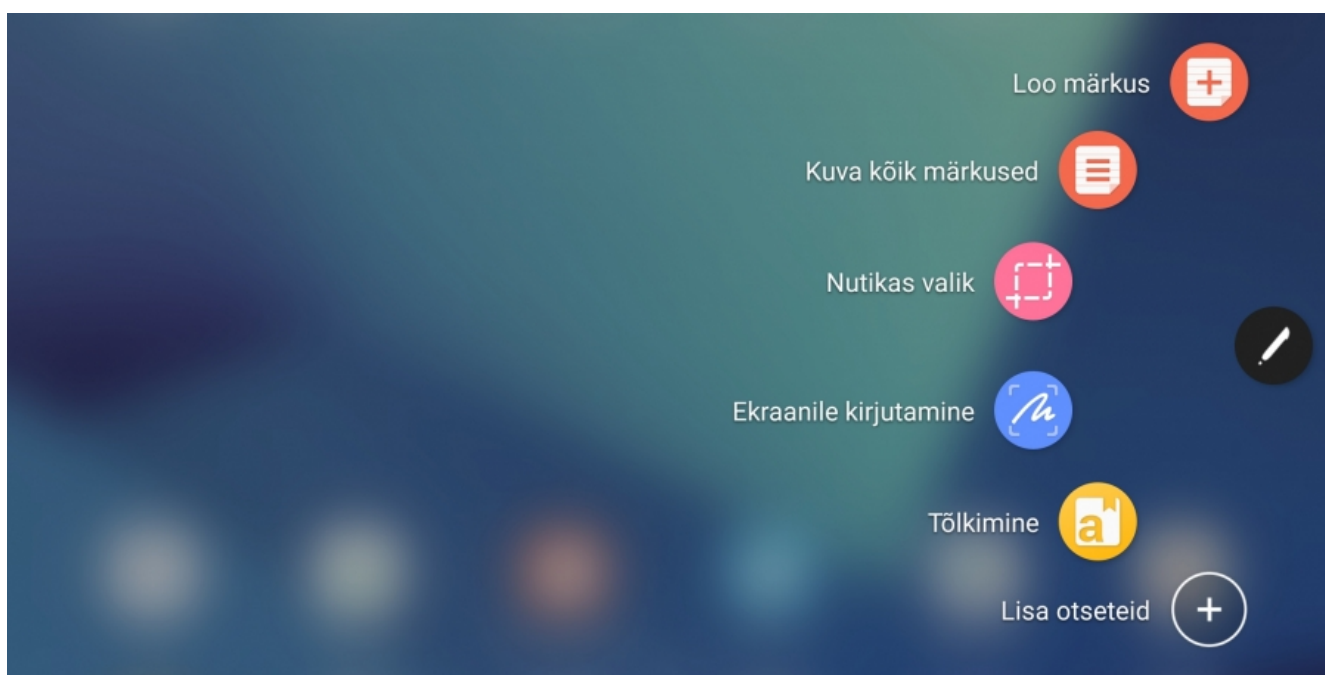 Loo märkus
Kuva kõik märkused
Nutikas valik
Ekraanile kirjutamine
Tõlkimine
a
Lisa otseteid